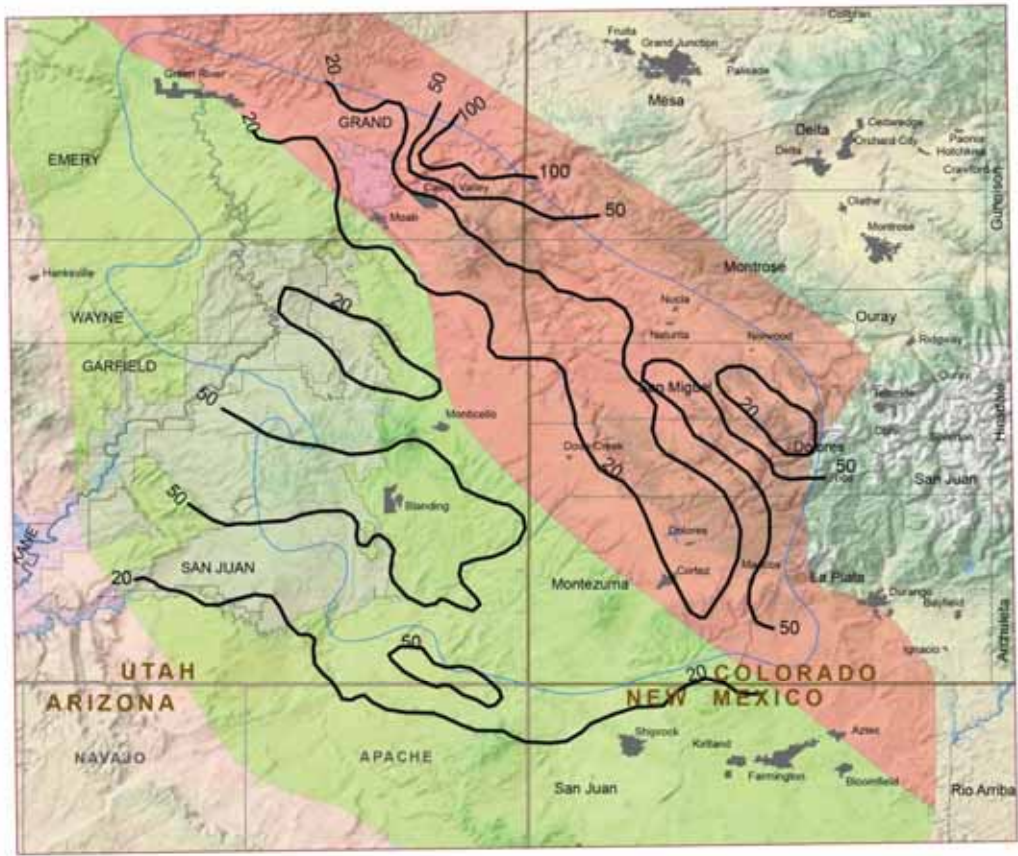 Collbran
Fruita
Grand Junction
Palisade
Mesa
20
50
100
Green River
GRAND
20
Delta
Cedaredge
Orchard City
Paonia
Hotchkiss
Crawford
Delta
EMERY
100
Castle Valley
50
Moab
Olathe
Montrose
Gunnison
Hanksville
Montrose
20
Nucla
Naturita
Norwood
WAYNE
Ouray
Ridgway
GARFIELD
San Miguel
Ouray
Telluride
Hinsdale
50
20
Monticello
Dove Creek
Dolores
20
50
Rico
Silverton
San Juan
50
Blanding
KANE
SAN JUAN
Dolores
Cortez
Mancos
20
Montezuma
La Plata
Durango
Bayfield
Archuleta
50
50
Ignacio
UTAH
20
COLORADO
ARIZONA
NEW MEXICO
NAVAJO
APACHE
Shiprock
Kirtland
Aztec
Farmington
Bloomfield
San Juan
Rio Arriba